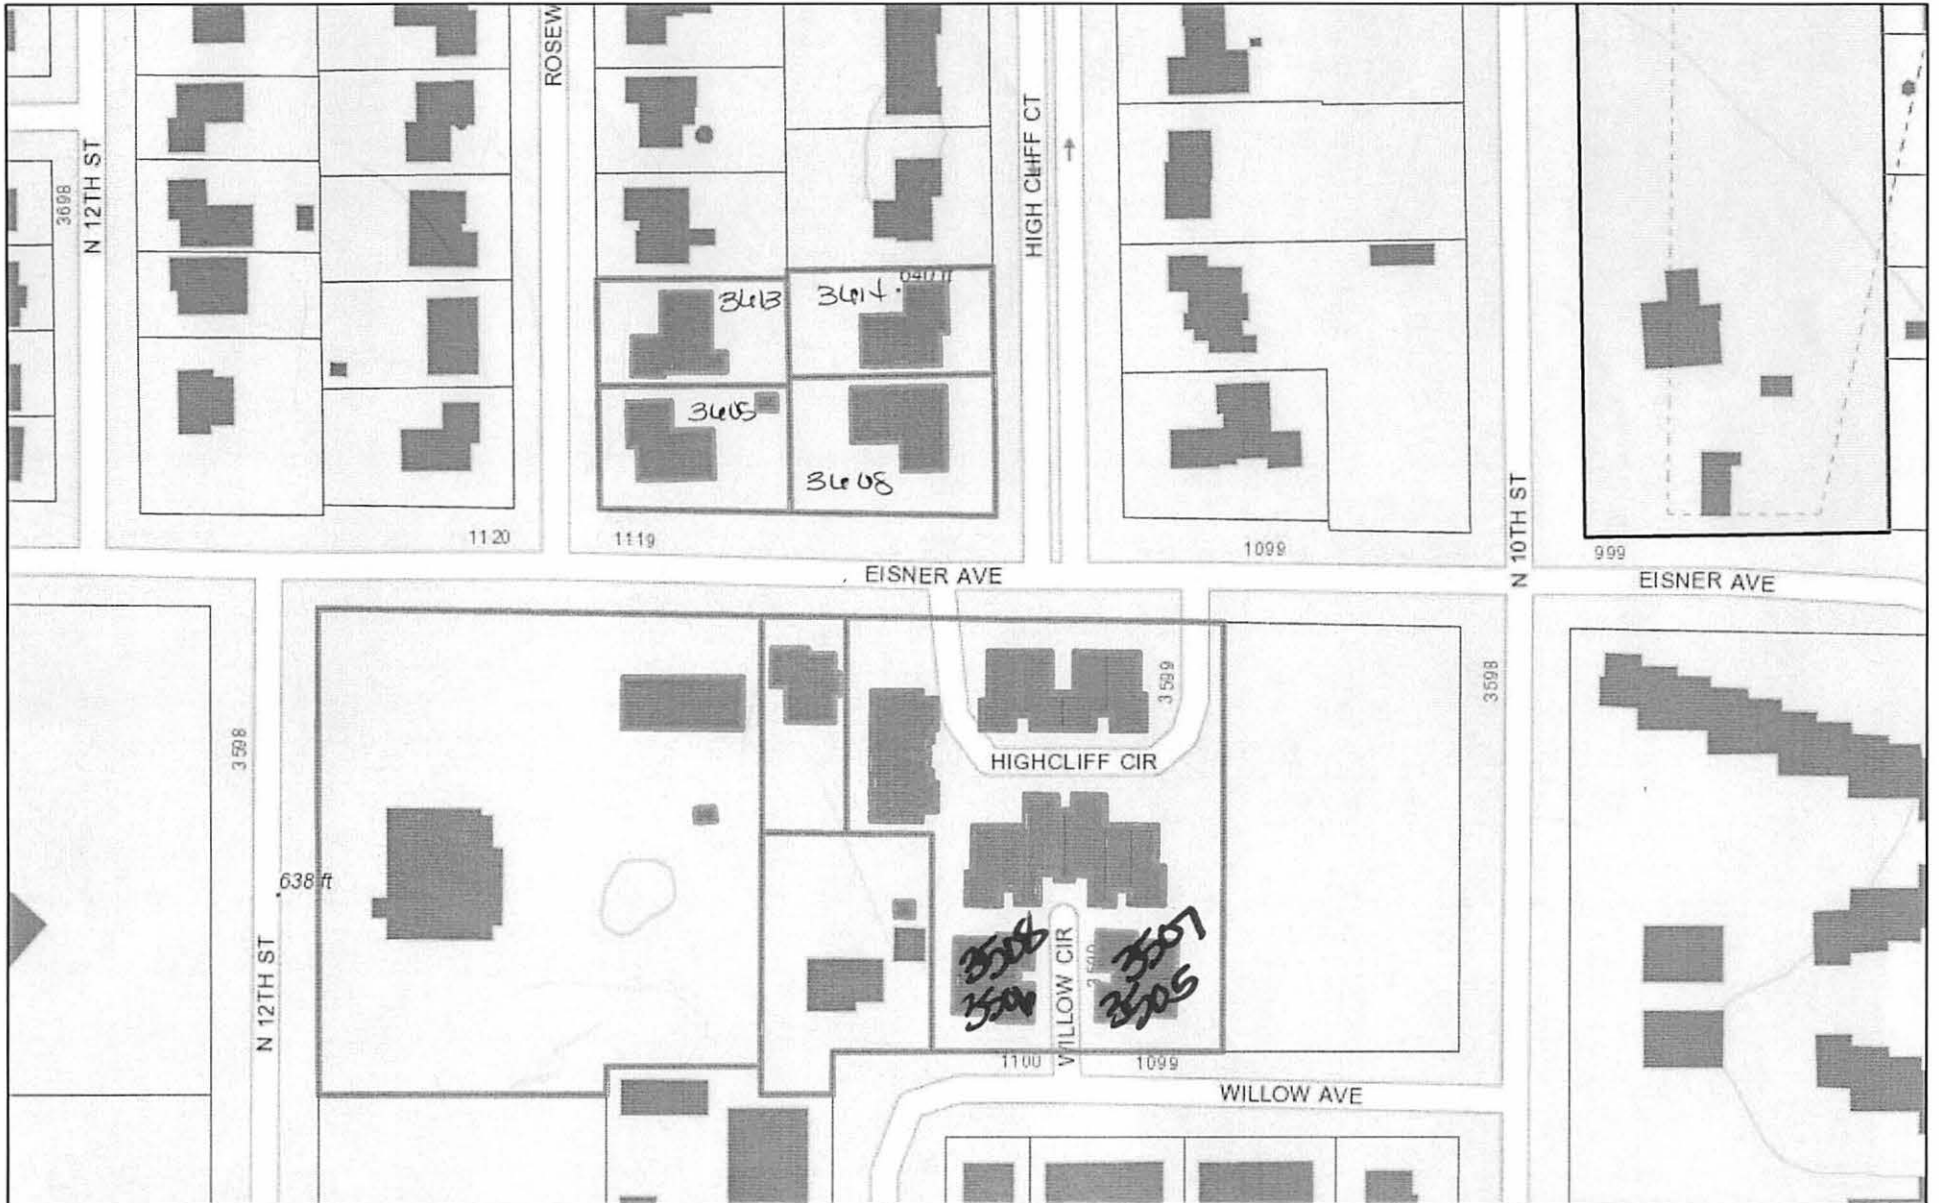 ROSEW
N 12TH ST
3698
HIGH CLIFF CT
3613
3614
3605
3608
1120
1119
1099
999
N 10TH ST
EISNER AVE
EISNER AVE
3598
3599
3598
HIGHCLIFF CIR
638 ft
N 12TH ST
3508
3507
3506
3505
WILLOW CIR
1100
1099
WILLOW AVE